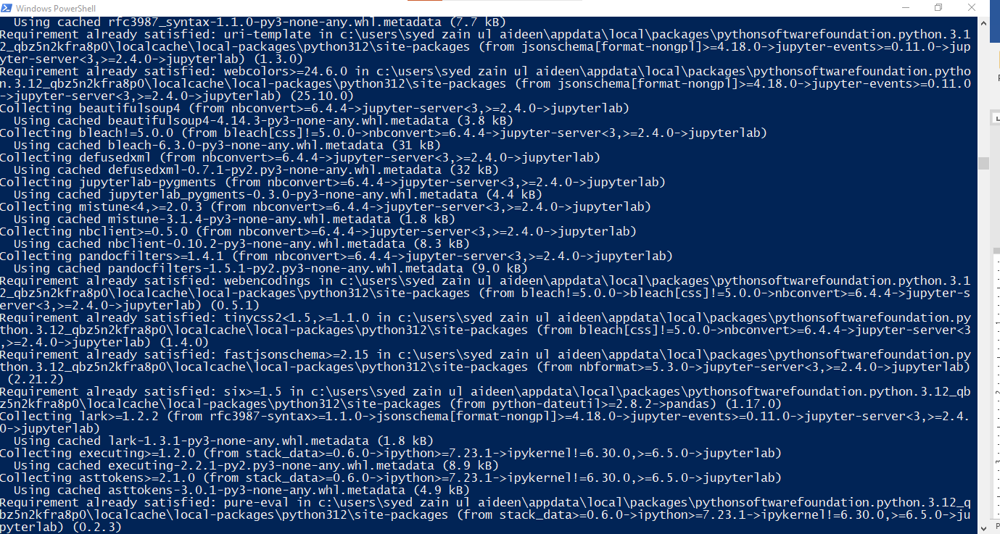 Windows PowerShell
  Using cached rfc3987_syntax-1.1.0-py3-none-any.whl.metadata (7.7 kB)
Requirement already satisfied: uri-template in c:\users\syed zain ul aideen\appdata\local\packages\pythonsoftwarefoundation.python.3.1
2_qbz5n2kfra8p0\localcache\local-packages\python312\site-packages (from jsonschema[format-nongpl]>=4.18.0->jupyter-events>=0.11.0->jup
yter-server<3,>=2.4.0->jupyterlab) (1.3.0)
Requirement already satisfied: webcolors>=24.6.0 in c:\users\syed zain ul aideen\appdata\local\packages\pythonsoftwarefoundation.pytho
n.3.12_qbz5n2kfra8p0\localcache\local-packages\python312\site-packages (from jsonschema[format-nongpl]>=4.18.0->jupyter-events>=0.11.0
->jupyter-server<3,>=2.4.0->jupyterlab) (25.10.0)
Collecting beautifulsoup4 (from nbconvert>=6.4.4->jupyter-server<3,>=2.4.0->jupyterlab)
  Using cached beautifulsoup4-4.14.3-py3-none-any.whl.metadata (3.8 kB)
Collecting bleach!=5.0.0 (from bleach[css]!=5.0.0->nbconvert>=6.4.4->jupyter-server<3,>=2.4.0->jupyterlab)
  Using cached bleach-6.3.0-py3-none-any.whl.metadata (31 kB)
Collecting defusedxml (from nbconvert>=6.4.4->jupyter-server<3,>=2.4.0->jupyterlab)
  Using cached defusedxml-0.7.1-py2.py3-none-any.whl.metadata (32 kB)
Collecting jupyterlab-pygments (from nbconvert>=6.4.4->jupyter-server<3,>=2.4.0->jupyterlab)
  Using cached jupyterlab_pygments-0.3.0-py3-none-any.whl.metadata (4.4 kB)
Collecting mistune<4,>=2.0.3 (from nbconvert>=6.4.4->jupyter-server<3,>=2.4.0->jupyterlab)
  Using cached mistune-3.1.4-py3-none-any.whl.metadata (1.8 kB)
Collecting nbclient>=0.5.0 (from nbconvert>=6.4.4->jupyter-server<3,>=2.4.0->jupyterlab)
  Using cached nbclient-0.10.2-py3-none-any.whl.metadata (8.3 kB)
Collecting pandocfilters>=1.4.1 (from nbconvert>=6.4.4->jupyter-server<3,>=2.4.0->jupyterlab)
  Using cached pandocfilters-1.5.1-py2.py3-none-any.whl.metadata (9.0 kB)
Requirement already satisfied: webencodings in c:\users\syed zain ul aideen\appdata\local\packages\pythonsoftwarefoundation.python.3.1
2_qbz5n2kfra8p0\localcache\local-packages\python312\site-packages (from bleach!=5.0.0->bleach[css]!=5.0.0->nbconvert>=6.4.4->jupyter-s
erver<3,>=2.4.0->jupyterlab) (0.5.1)
Requirement already satisfied: tinycss2<1.5,>=1.1.0 in c:\users\syed zain ul aideen\appdata\local\packages\pythonsoftwarefoundation.py
thon.3.12_qbz5n2kfra8p0\localcache\local-packages\python312\site-packages (from bleach[css]!=5.0.0->nbconvert>=6.4.4->jupyter-server<3
,>=2.4.0->jupyterlab) (1.4.0)
Requirement already satisfied: fastjsonschema>=2.15 in c:\users\syed zain ul aideen\appdata\local\packages\pythonsoftwarefoundation.py
thon.3.12_qbz5n2kfra8p0\localcache\local-packages\python312\site-packages (from nbformat>=5.3.0->jupyter-server<3,>=2.4.0->jupyterlab)
 (2.21.2)
Requirement already satisfied: six>=1.5 in c:\users\syed zain ul aideen\appdata\local\packages\pythonsoftwarefoundation.python.3.12_qb
z5n2kfra8p0\localcache\local-packages\python312\site-packages (from python-dateutil>=2.8.2->pandas) (1.17.0)
Collecting lark>=1.2.2 (from rfc3987-syntax>=1.1.0->jsonschema[format-nongpl]>=4.18.0->jupyter-events>=0.11.0->jupyter-server<3,>=2.4.
0->jupyterlab)
  Using cached lark-1.3.1-py3-none-any.whl.metadata (1.8 kB)
Collecting executing>=1.2.0 (from stack_data>=0.6.0->ipython>=7.23.1->ipykernel!=6.30.0,>=6.5.0->jupyterlab)
  Using cached executing-2.2.1-py2.py3-none-any.whl.metadata (8.9 kB)
Collecting asttokens>=2.1.0 (from stack_data>=0.6.0->ipython>=7.23.1->ipykernel!=6.30.0,>=6.5.0->jupyterlab)
  Using cached asttokens-3.0.1-py3-none-any.whl.metadata (4.9 kB)
Requirement already satisfied: pure-eval in c:\users\syed zain ul aideen\appdata\local\packages\pythonsoftwarefoundation.python.3.12_q
bz5n2kfra8p0\localcache\local-packages\python312\site-packages (from stack_data>=0.6.0->ipython>=7.23.1->ipykernel!=6.30.0,>=6.5.0->ju
pyterlab) (0.2.3)